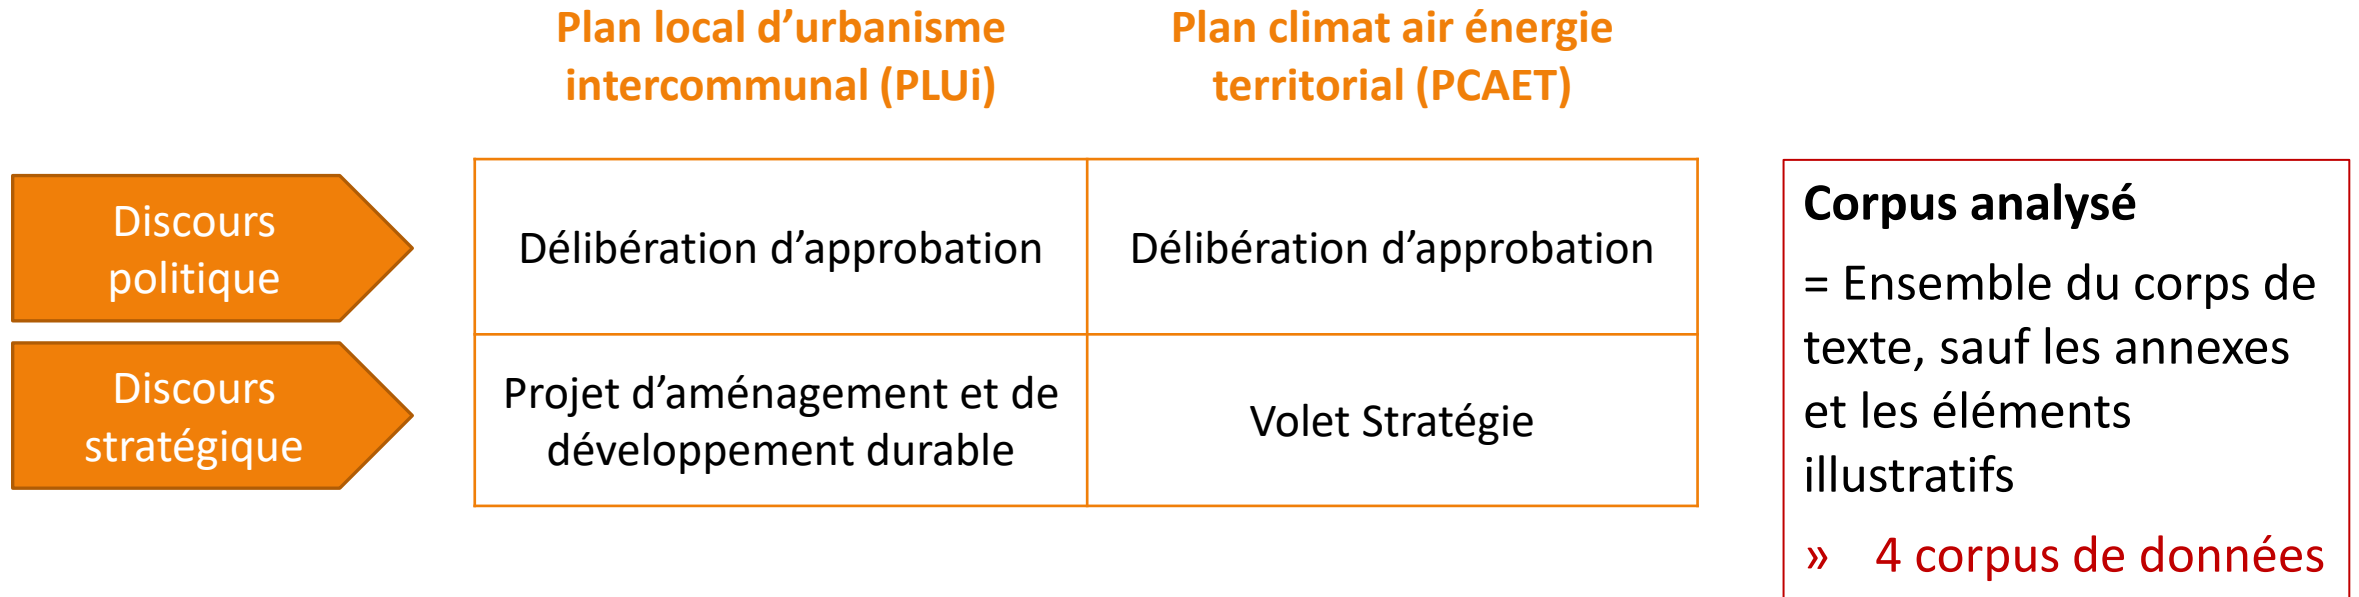 Plan local d’urbanisme
intercommunal (PLUi)
Plan climat air énergie
territorial (PCAET)
Discours
politique
Délibération d’approbation
Délibération d’approbation
Discours
stratégique
Projet d’aménagement et de
développement durable
Volet Stratégie
Corpus analysé
= Ensemble du corps de
texte, sauf les annexes
et les éléments
illustratifs
» 4 corpus de données